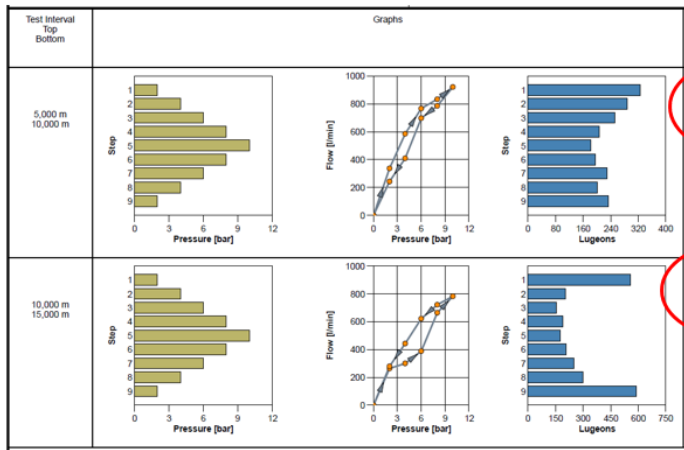 Test Interval
Top
Bottom
Graphs
5,000 m
10,000 m
Step
1
2
3
4
5
6
7
8
9
0 3 6 9 12
Pressure [bar]
Flow [l/min]
1000
800
600
400
200
0
0 3 6 9 12
Pressure [bar]
Step
1
2
3
4
5
6
7
8
9
0 80 160 240 320 400
Lugeons
10,000 m
15,000 m
Step
1
2
3
4
5
6
7
8
9
0 3 6 9 12
Pressure [bar]
Flow [l/min]
1000
800
600
400
200
0
0 3 6 9 12
Pressure [bar]
Step
1
2
3
4
5
6
7
8
9
0 150 300 450 600 750
Lugeons